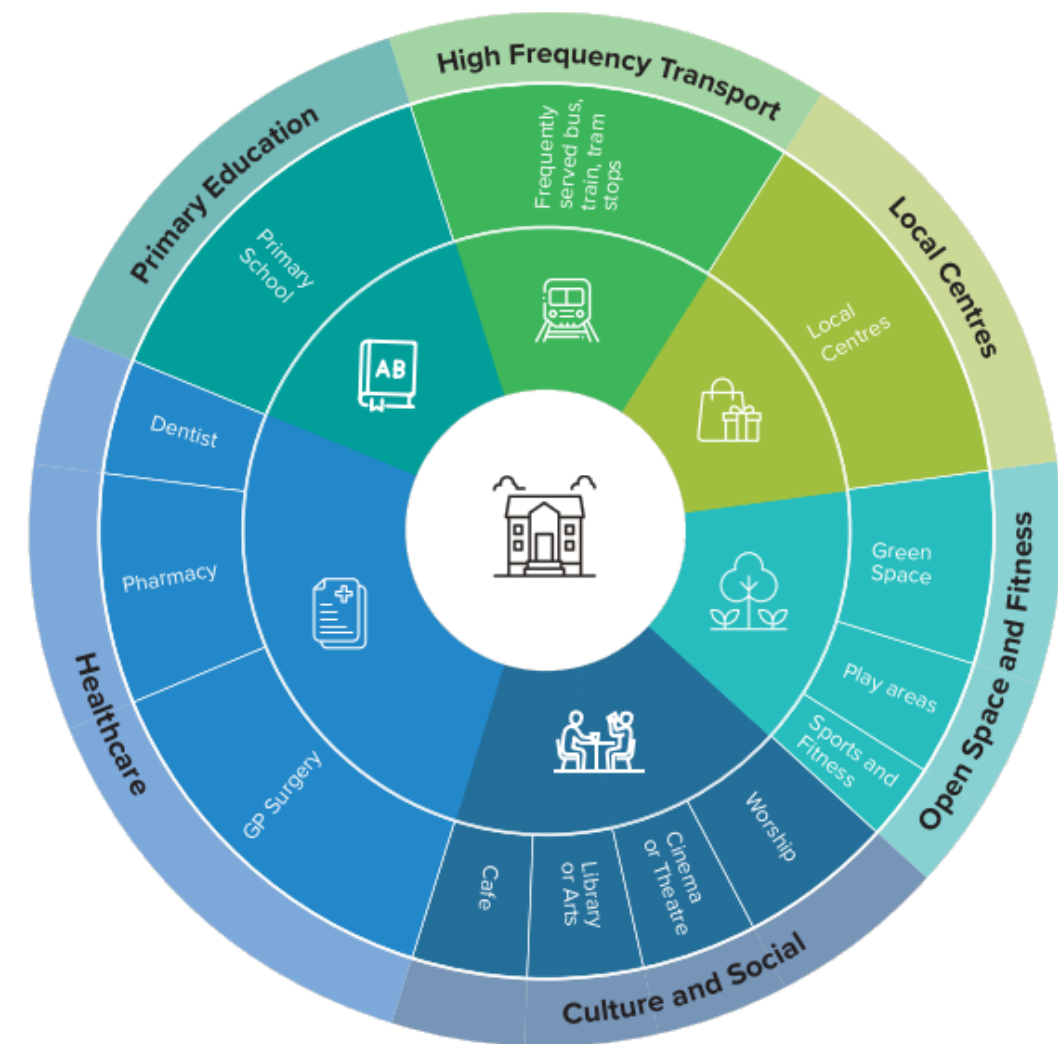 High Frequency Transport
Frequently
served bus,
train, tram
stops
Local Centres
Local
Centres
Open Space and Fitness
Green
Space
Play areas
Sports and
Fitness
Culture and Social
Worship
Cinema
or Theatre
Library
or Arts
Cafe
Healthcare
GP Surgery
Pharmacy
Dentist
Primary Education
Primary
School
AB